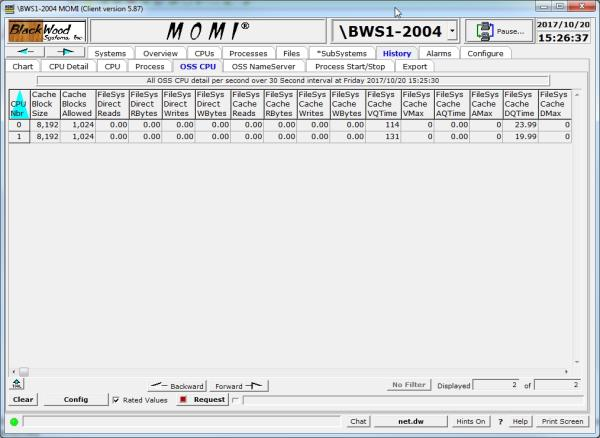 \BWS1-2004 MOMI (Client version 5.87)
BlackWood Systems, Inc
MOMI®
\BWS1-2004
Pause...
2017/10/20
15:26:37
Systems Overview CPUs Processes Files *SubSystems History Alarms Configure
Chart CPU Detail CPU Process OSS CPU OSS NameServer Process Start/Stop Export
All OSS CPU detail per second over 30 Second interval at Friday 2017/10/20 15:25:30
Cache Cache FileSys FileSys FileSys FileSys FileSys FileSys FileSys FileSys FileSys FileSys FileSys FileSys FileSys FileSys
CPU Block Blocks Direct Direct Direct Direct Cache Cache Cache Cache Cache Cache Cache Cache Cache Cache
Nbr Size Allowed Reads RBytes Writes WBytes Reads RBytes Writes WBytes VQTime VMax AQTime AMax DQTime DMax
0 8,192 1,024 0.00 0.00 0.00 0.00 0.00 0.00 0.00 0.00 114 0 0.00 0 23.99 0
1 8,192 1,024 0.00 0.00 0.00 0.00 0.00 0.00 0.00 0.00 131 0 0.00 0 19.99 0
Backward Forward No Filter Displayed 2 of 2
Clear Config Rated Values Request
Chat net.dw Hints On ? Help Print Screen